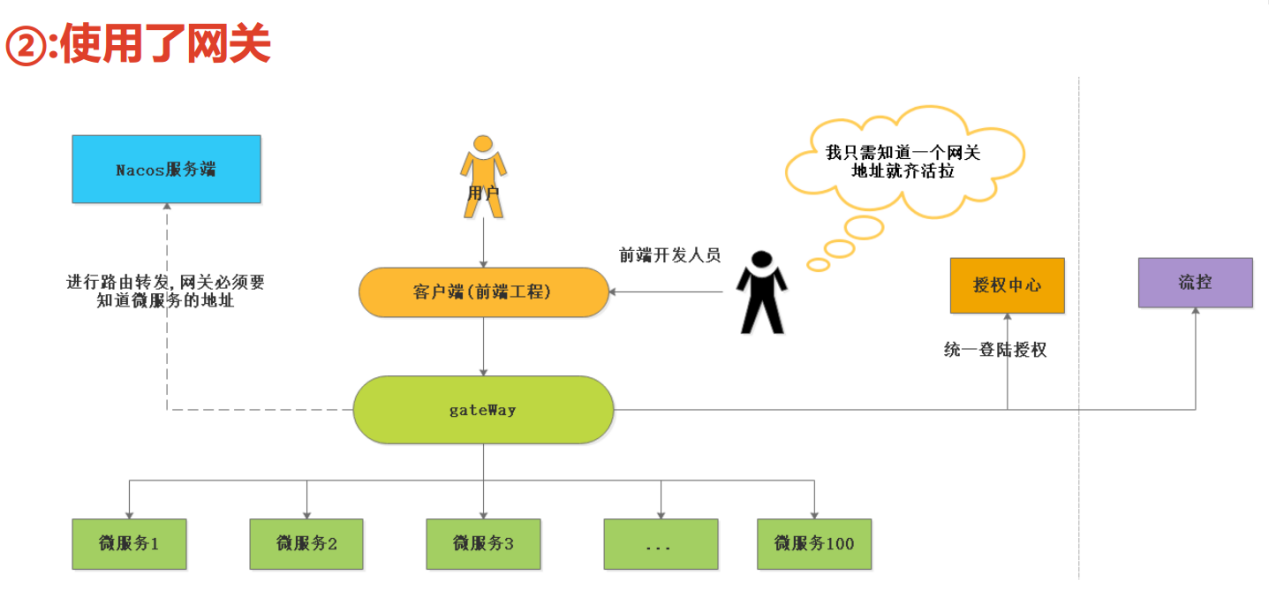 ②:使用了网关
我只需知道一个网关
地址就齐活拉
Nacos服务端
用户
前端开发人员
进行路由转发,网关必须要
知道微服务的地址
客户端(前端工程)
授权中心
流控
统一登陆授权
gateWay
微服务1
微服务2
微服务3
...
微服务100